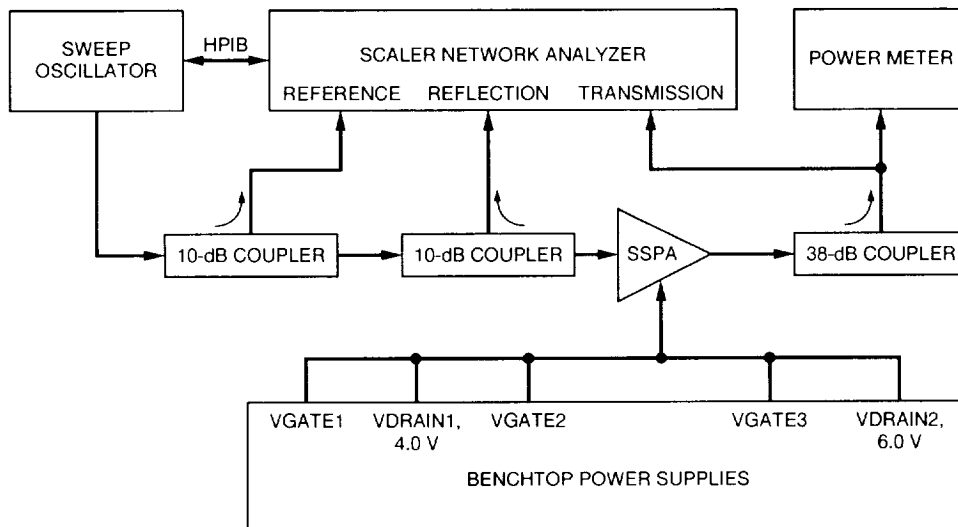 SWEEP
OSCILLATOR
HPIB
SCALER NETWORK ANALYZER
REFERENCE REFLECTION TRANSMISSION
POWER METER
10-dB COUPLER
10-dB COUPLER
SSPA
38-dB COUPLER
VGATE1
VDRAIN1,
4.0 V
VGATE2
VGATE3
VDRAIN2,
6.0 V
BENCHTOP POWER SUPPLIES